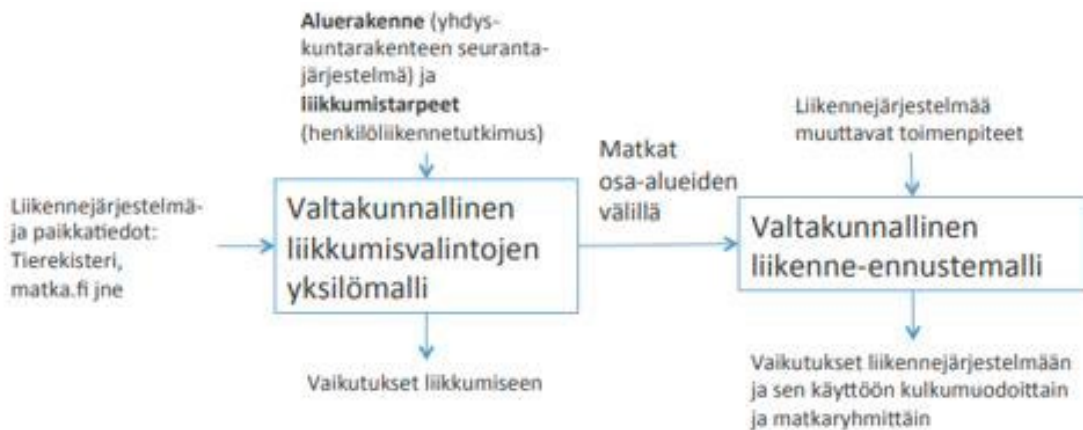 Aluerakenne (yhdys-
kuntarakenteen seuranta-
järjestelmä) ja
liikkumistarpeet
(henkilöliikennetutkimus)
Liikennejärjestelmä-
ja paikkatiedot:
Tierekisteri,
matka.fi jne
Valtakunnallinen
liikkumisvalintojen
yksilömalli
Vaikutukset liikkumiseen
Matkat
osa-alueiden
välillä
Liikennejärjestelmää
muuttavat toimenpiteet
Valtakunnallinen
liikenne-ennustemalli
Vaikutukset liikennejärjestelmään
ja sen käyttöön kulkumuodoittain
ja matkaryhmittäin